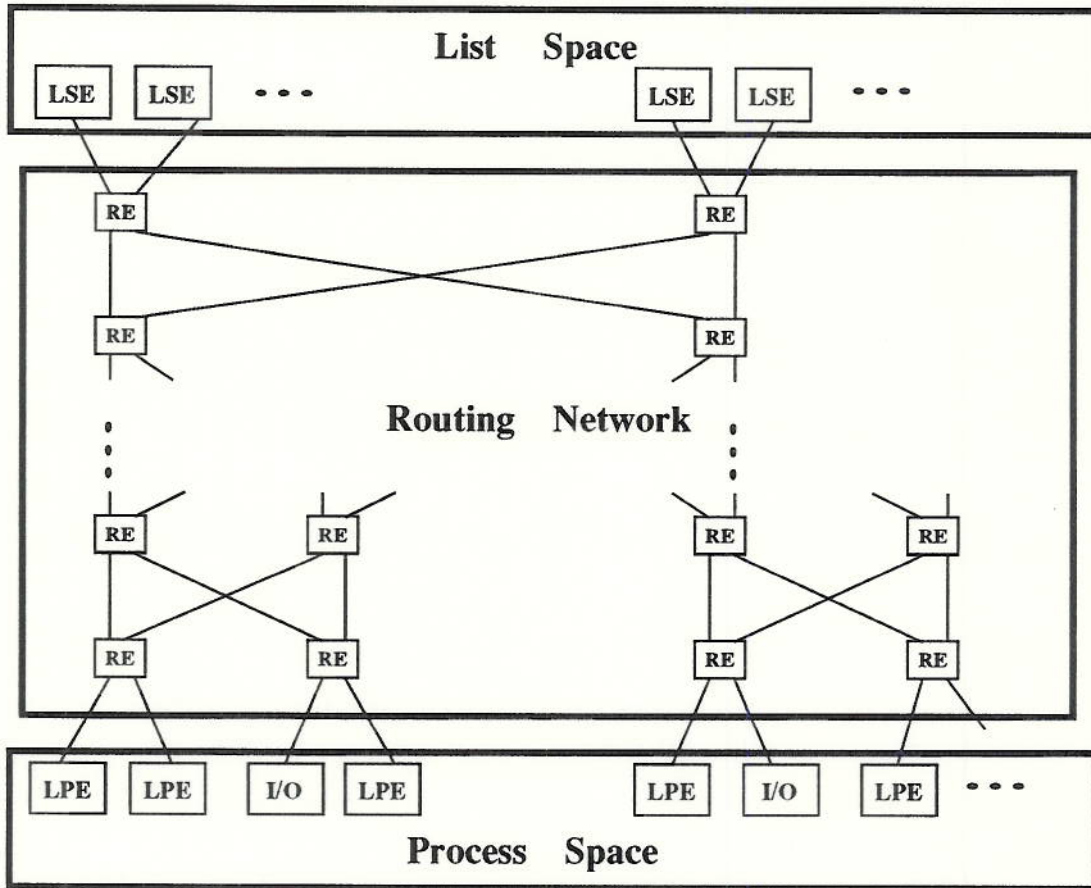 List Space
LSE LSE • • • LSE LSE • • •
RE RE
RE RE
Routing Network
RE RE RE RE
RE RE RE RE
LPE LPE I/O LPE LPE I/O LPE • • •
Process Space